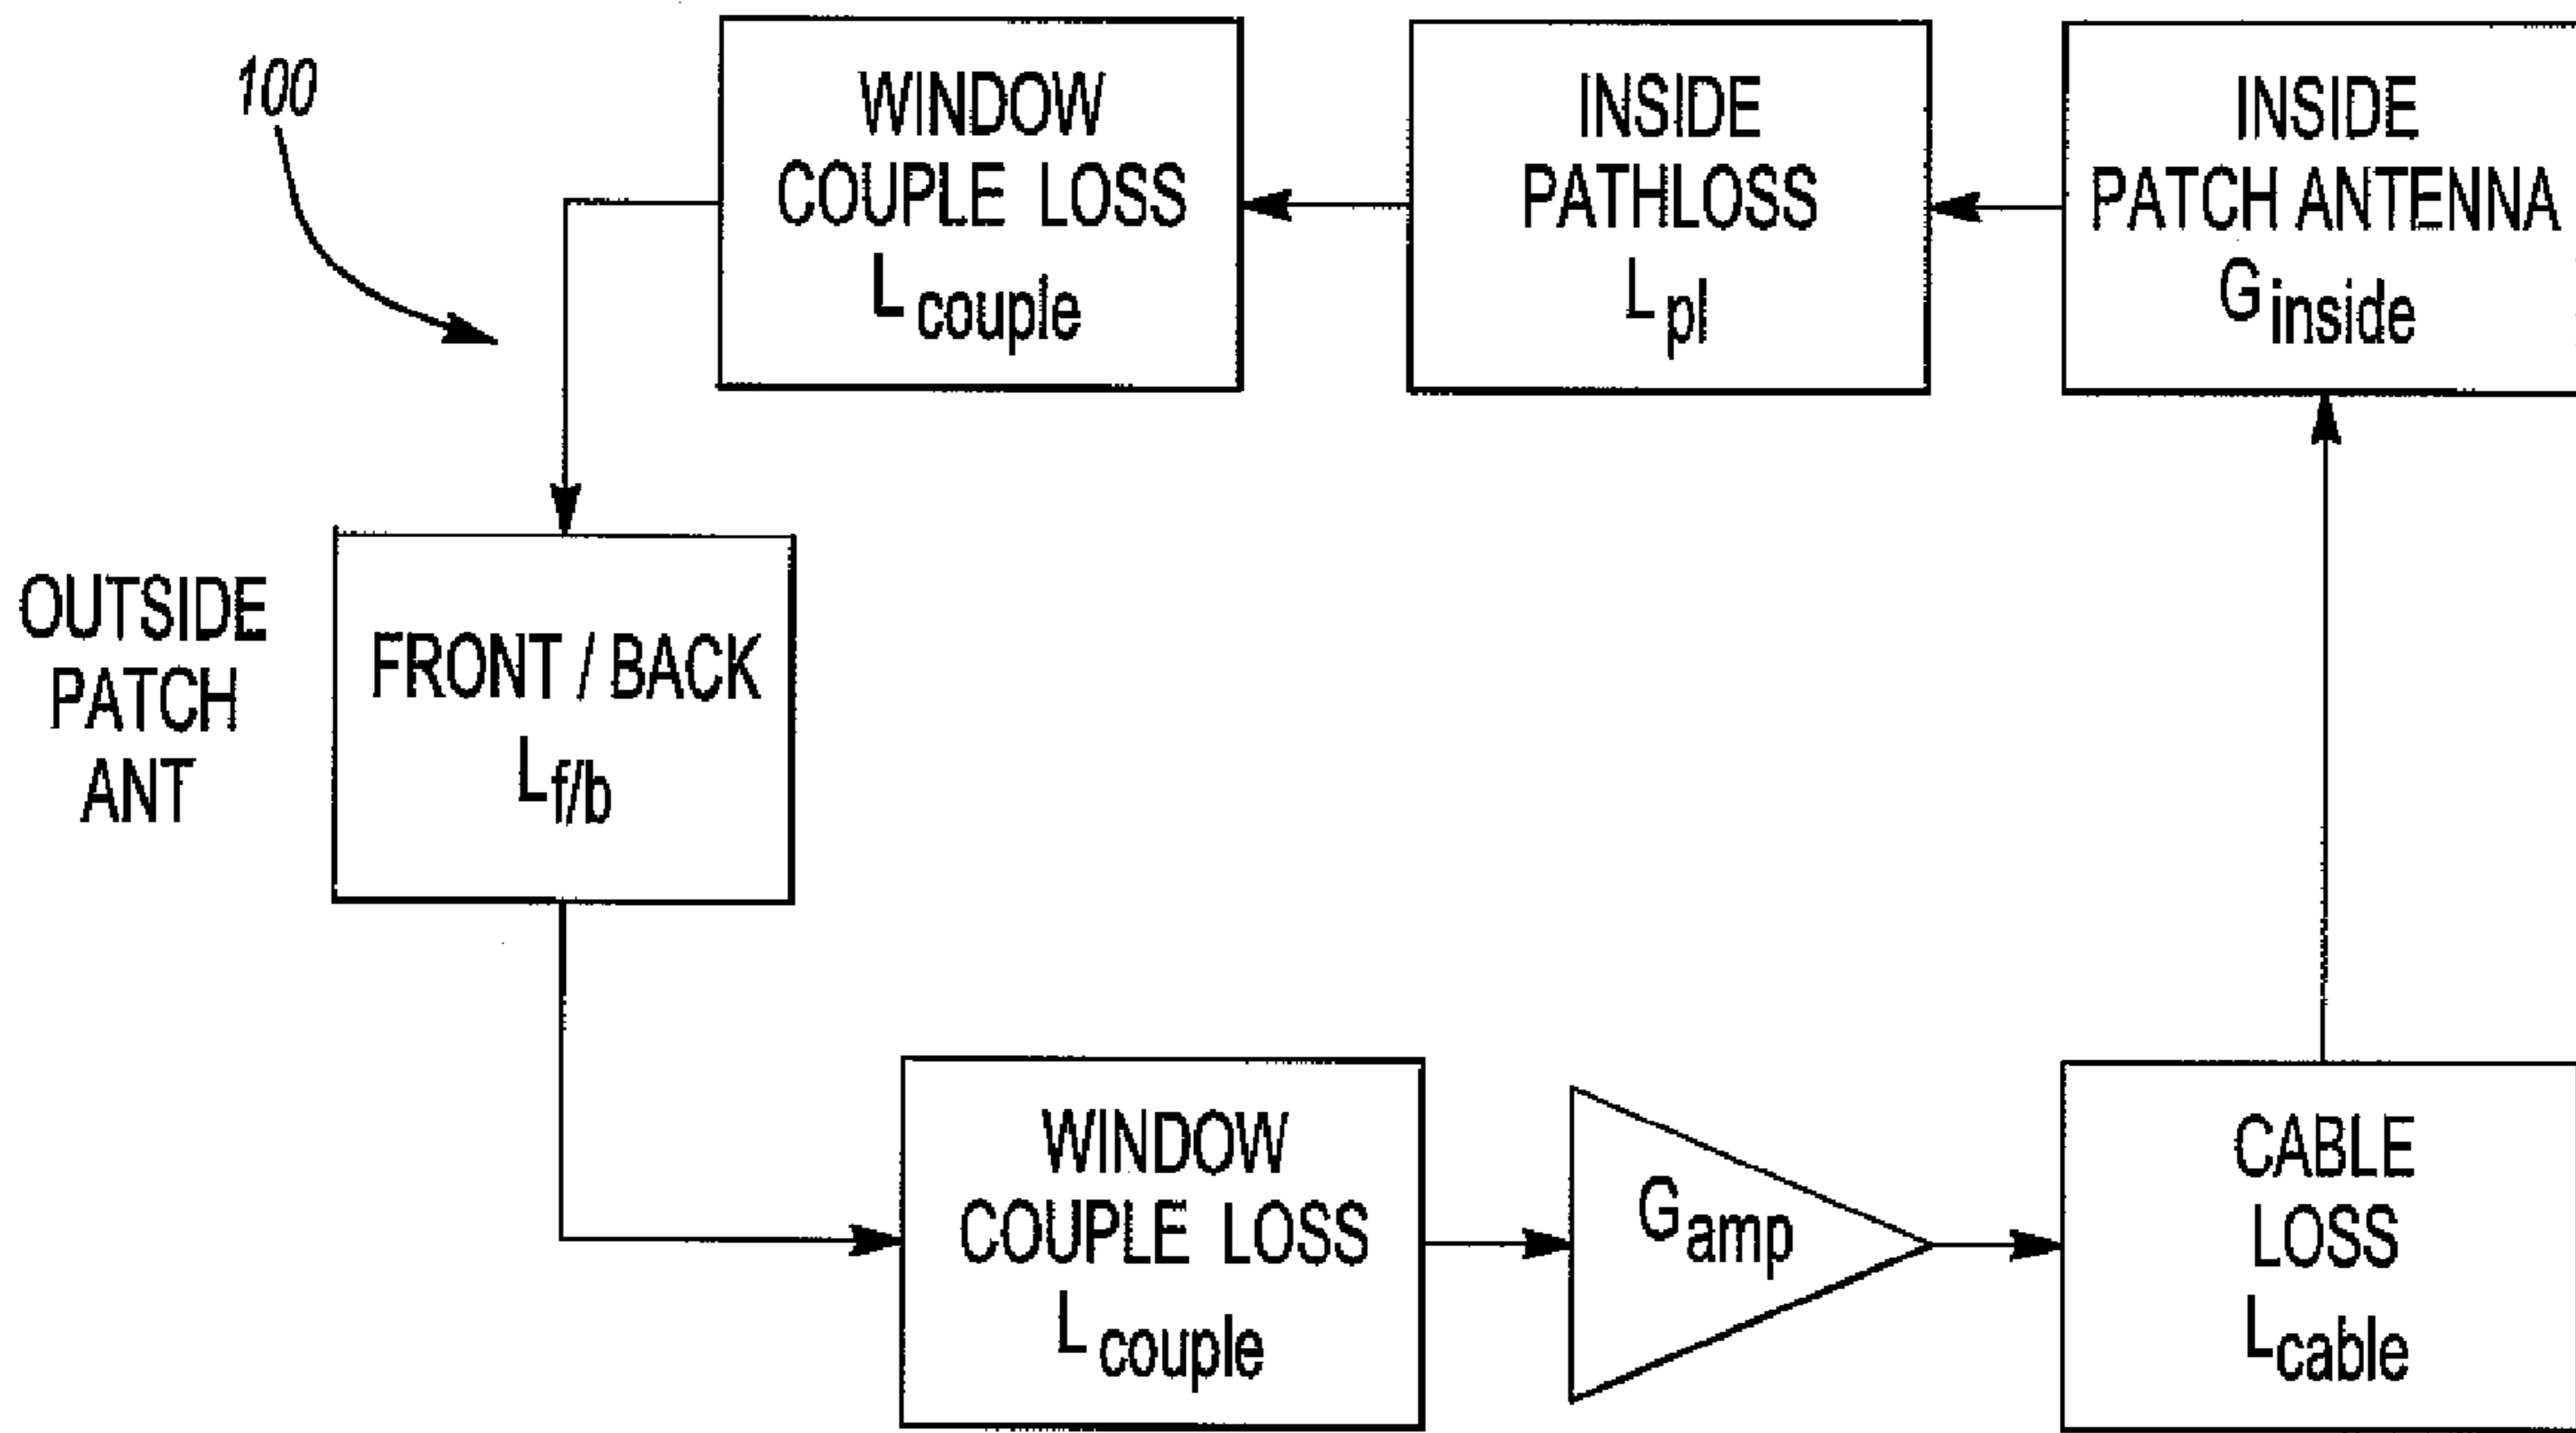 100
WINDOW
COUPLE LOSS
L couple
INSIDE
PATHLOSS
L pl
INSIDE
PATCH ANTENNA
G inside
OUTSIDE
PATCH
ANT
FRONT / BACK
L f/b
WINDOW
COUPLE LOSS
L couple
G amp
CABLE
LOSS
L cable